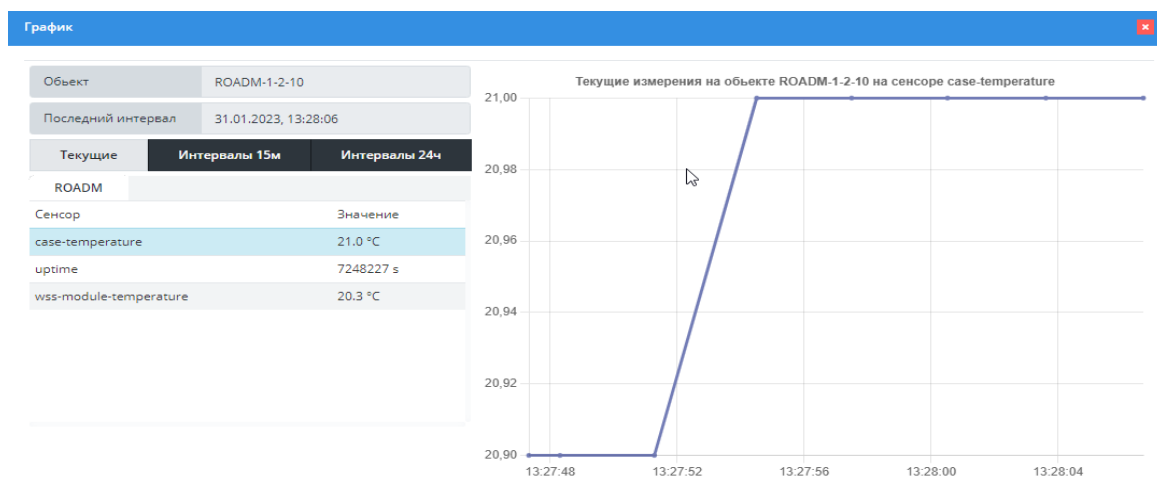 График
Обьект ROADM-1-2-10
Последний интервал 31.01.2023, 13:28:06
Текущие Интервалы 15м Интервалы 24ч
ROADM
Сенсор Значение
case-temperature 21.0 °C
uptime 7248227 s
wss-module-temperature 20.3 °C
Текущие измерения на обьекте ROADM-1-2-10 на сенсоре case-temperature
21,00
20,98
20,96
20,94
20,92
20,90
13:27:48 13:27:52 13:27:56 13:28:00 13:28:04